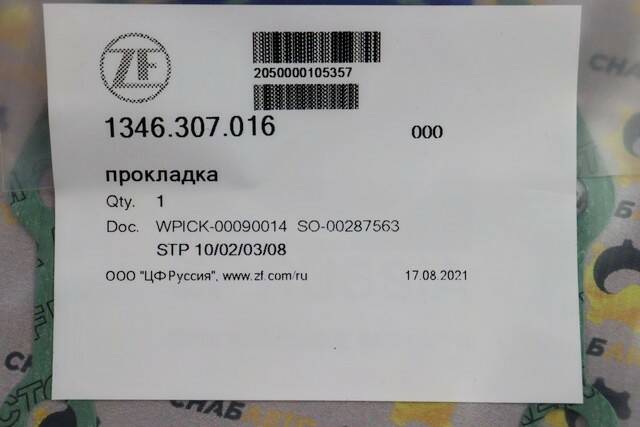 ZF
2050000105357
1346.307.016 000
прокладка
Qty. 1
Doc. WPICK-00090014 SO-00287563
STP 10/02/03/08
ООО "ЦФ Руссия", www.zf.com/ru 17.08.2021
СНАБ